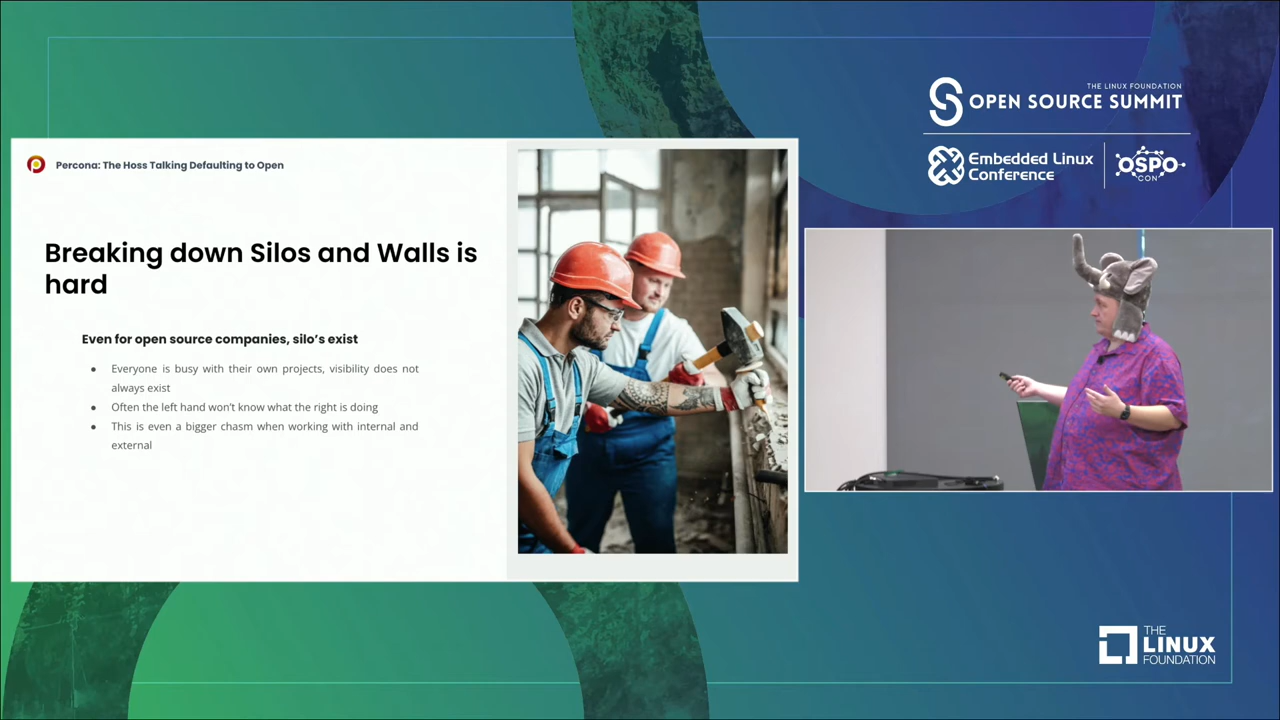 THE LINUX FOUNDATION
OPEN SOURCE SUMMIT
Embedded Linux
Conference
OSPO
CON
Percona: The Hoss Talking Defaulting to Open
Breaking down Silos and Walls is
hard
Even for open source companies, silo's exist
● Everyone is busy with their own projects, visibility does not
always exist
● Often the left hand won't know what the right is doing
● This is even a bigger chasm when working with internal and
external
THE
LINUX
FOUNDATION